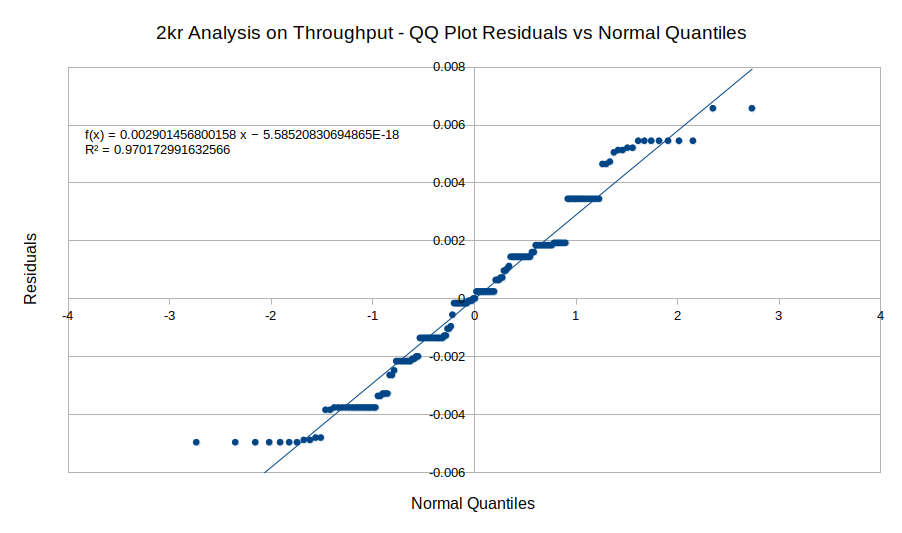 2kr Analysis on Throughput - QQ Plot Residuals vs Normal Quantiles
0.008
f(x) = 0.002901456800158 x − 5.58520830694865E-18
R² = 0.970172991632566
0.006
0.004
0.002
0
-4 -3 -2 -1 0 1 2 3 4
-0.002
-0.004
-0.006
Residuals
Normal Quantiles